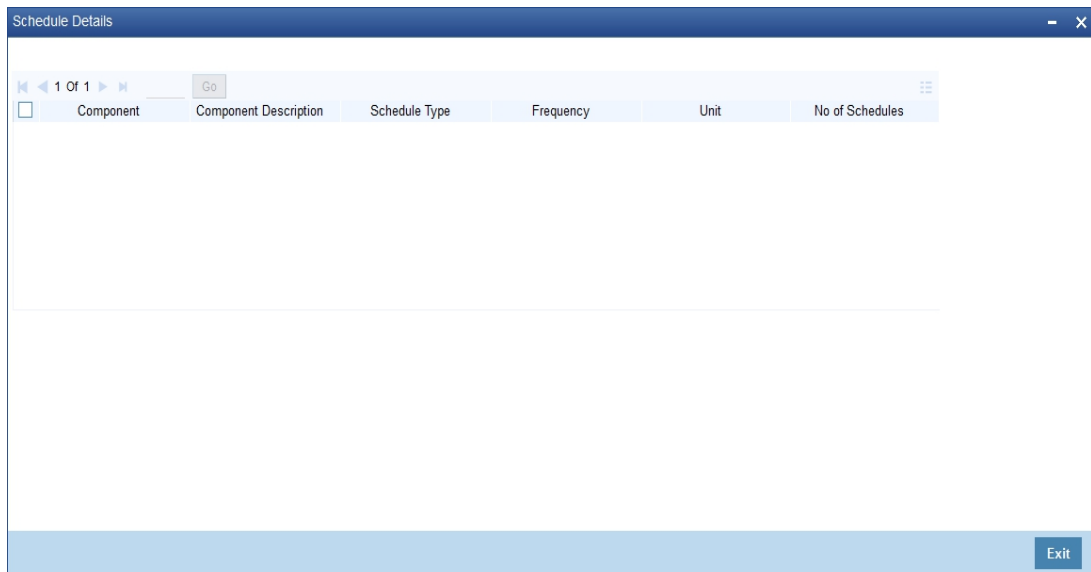 Schedule Details
1 Of 1 Go
Component Component Description Schedule Type Frequency Unit No of Schedules
Exit